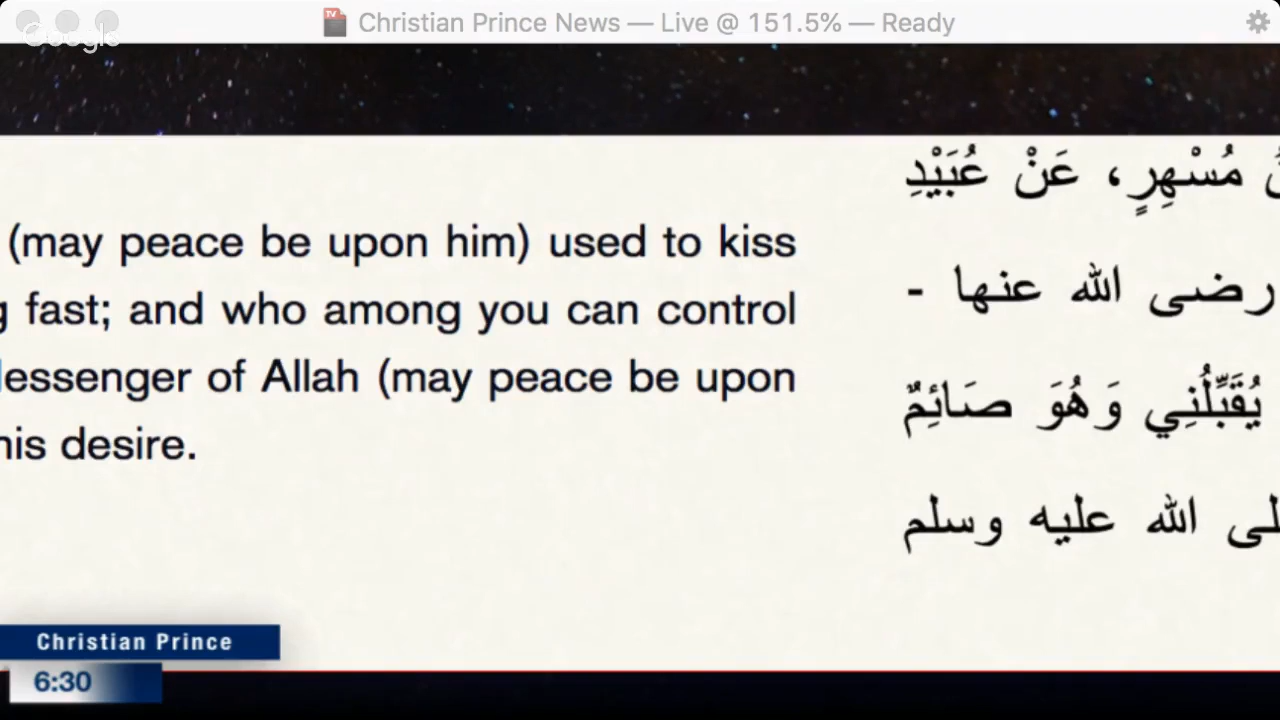 Christian Prince News — Live @ 151.5% — Ready
Google
(may peace be upon him) used to kiss
fast; and who among you can control
of Allah (may peace be upon
his desire.
مُسْهِرٍ، عَنْ عُبَيْدِ
رضى الله عنها -
يُقَبِّلُنِي وَهُوَ صَائِمٌ
الله عليه وسلم
Christian Prince
6:30